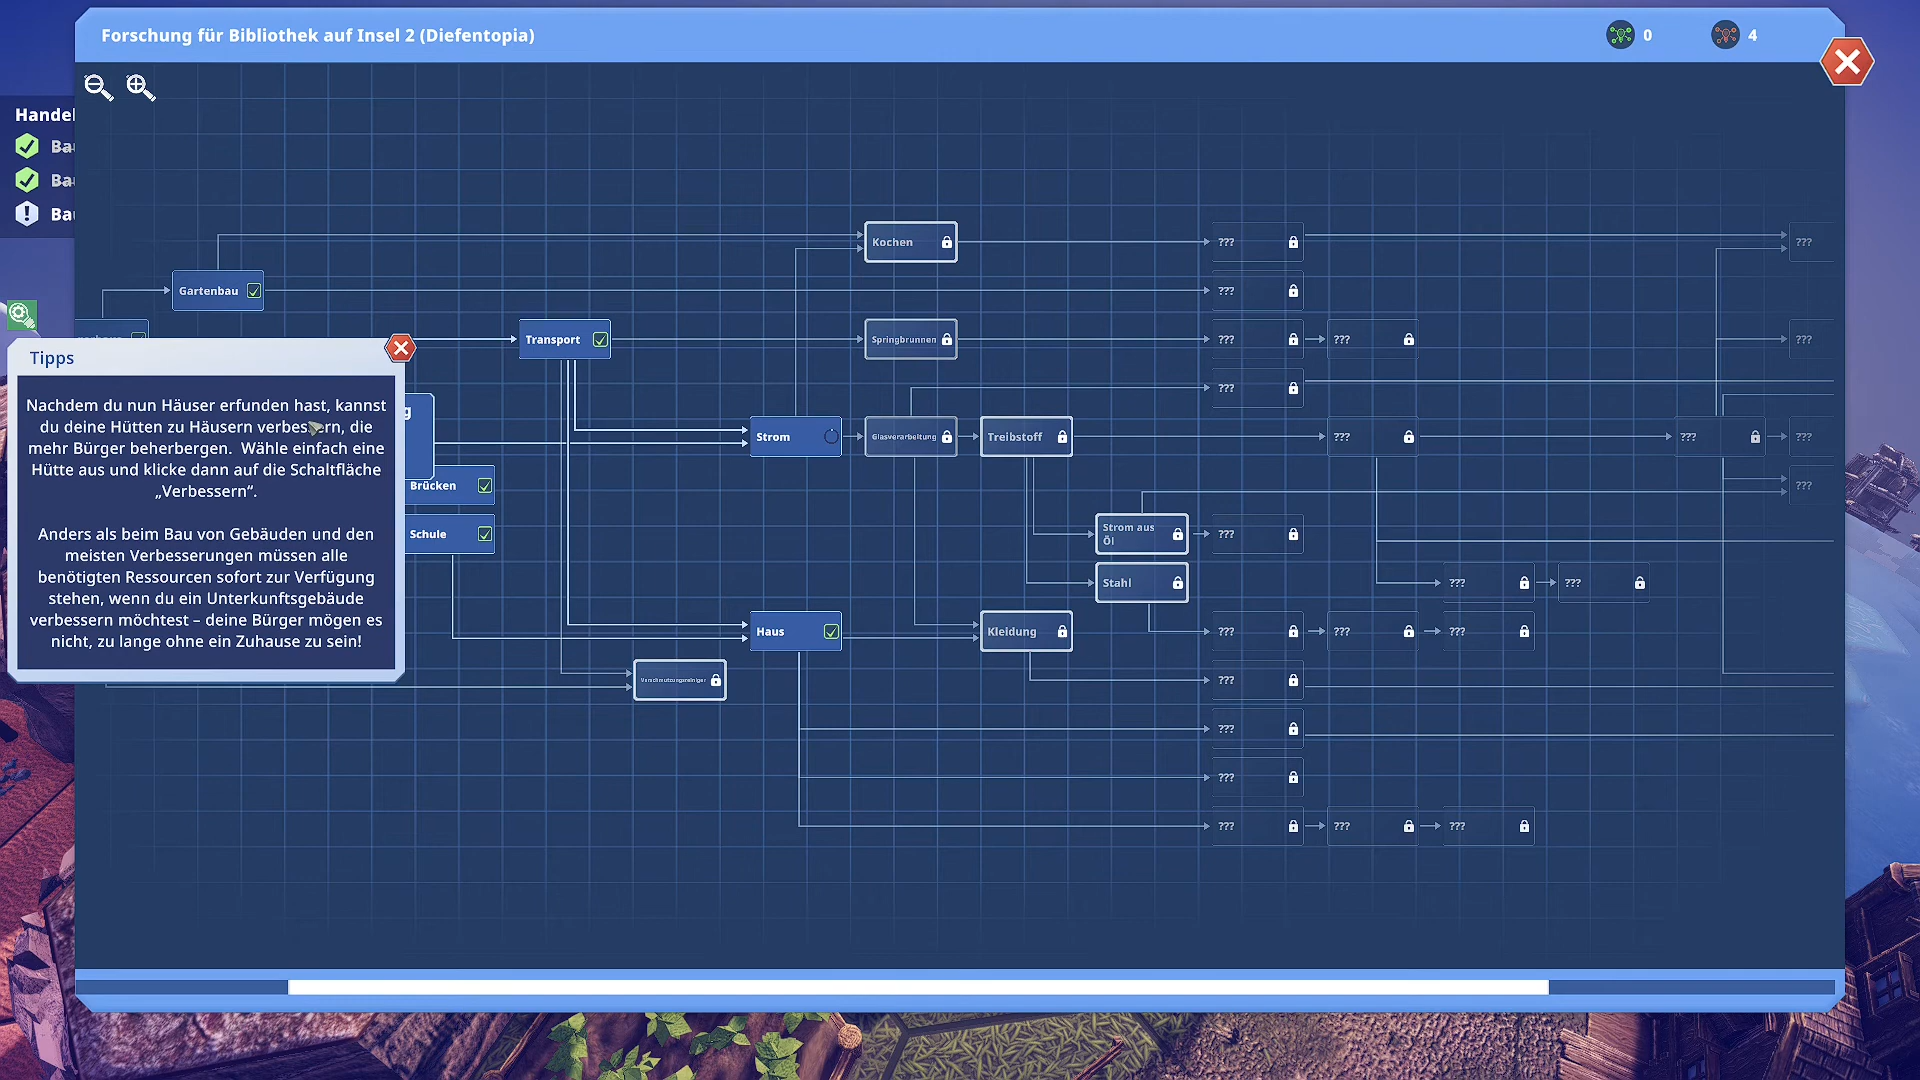 Forschung für Bibliothek auf Insel 2 (Diefentopia)
0
4
Handel
Bau
Bau
Bau
Kochen
???
???
Gartenbau
???
Transport
Springbrunnen
???
???
???
???
Strom
Glasverarbeitung
Treibstoff
???
???
???
Brücken
???
Schule
Strom aus
Öl
???
Stahl
???
???
Haus
Kleidung
???
???
???
Verschmutzungsreiniger
???
???
???
???
???
???
g
Tipps
Nachdem du nun Häuser erfunden hast, kannst
du deine Hütten zu Häusern verbessern, die
mehr Bürger beherbergen. Wähle einfach eine
Hütte aus und klicke dann auf die Schaltfläche
„Verbessern“.
Anders als beim Bau von Gebäuden und den
meisten Verbesserungen müssen alle
benötigten Ressourcen sofort zur Verfügung
stehen, wenn du ein Unterkunftsgebäude
verbessern möchtest – deine Bürger mögen es
nicht, zu lange ohne ein Zuhause zu sein!